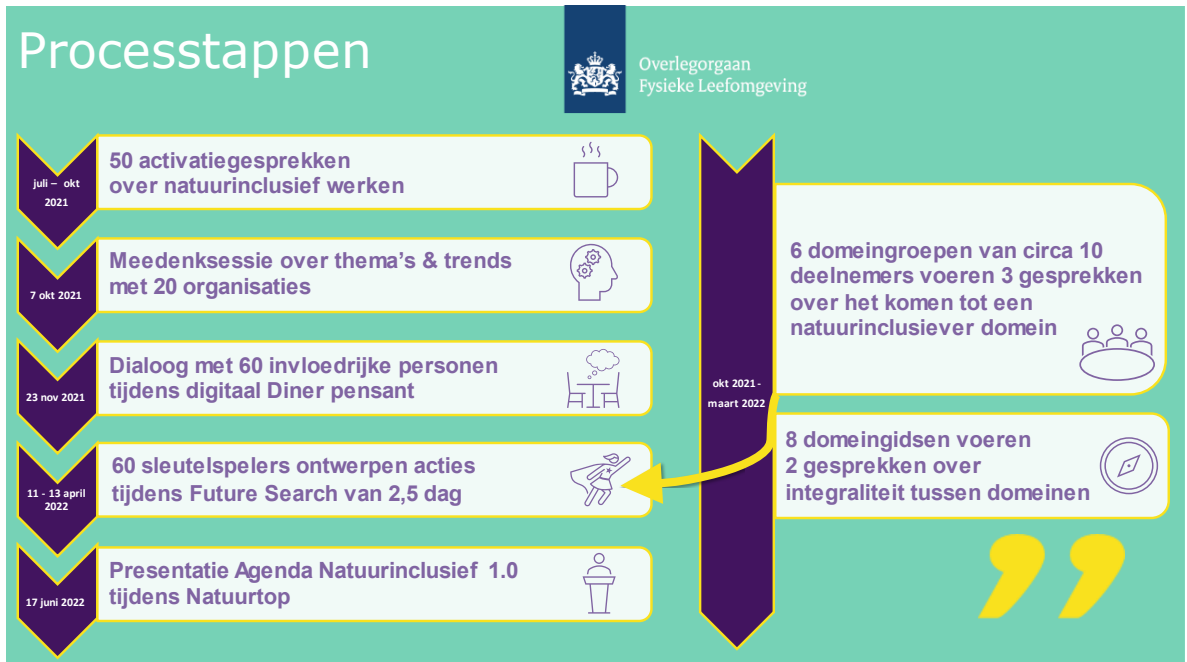 Processtappen
Overlegorgaan
Fysieke Leefomgeving
juli – okt
2021
50 activatiegesprekken
over natuurinclusief werken
7 okt 2021
Meedenksessie over thema's & trends
met 20 organisaties
23 nov 2021
Dialoog met 60 invloedrijke personen
tijdens digitaal Diner pensant
11 - 13 april
2022
60 sleutelspelers ontwerpen acties
tijdens Future Search van 2,5 dag
17 juni 2022
Presentatie Agenda Natuurinclusief 1.0
tijdens Natuurtop
okt 2021 -
maart 2022
6 domeingroepen van circa 10
deelnemers voeren 3 gesprekken
over het komen tot een
natuurinclusiever domein
8 domeingidsen voeren
2 gesprekken over
integraliteit tussen domeinen